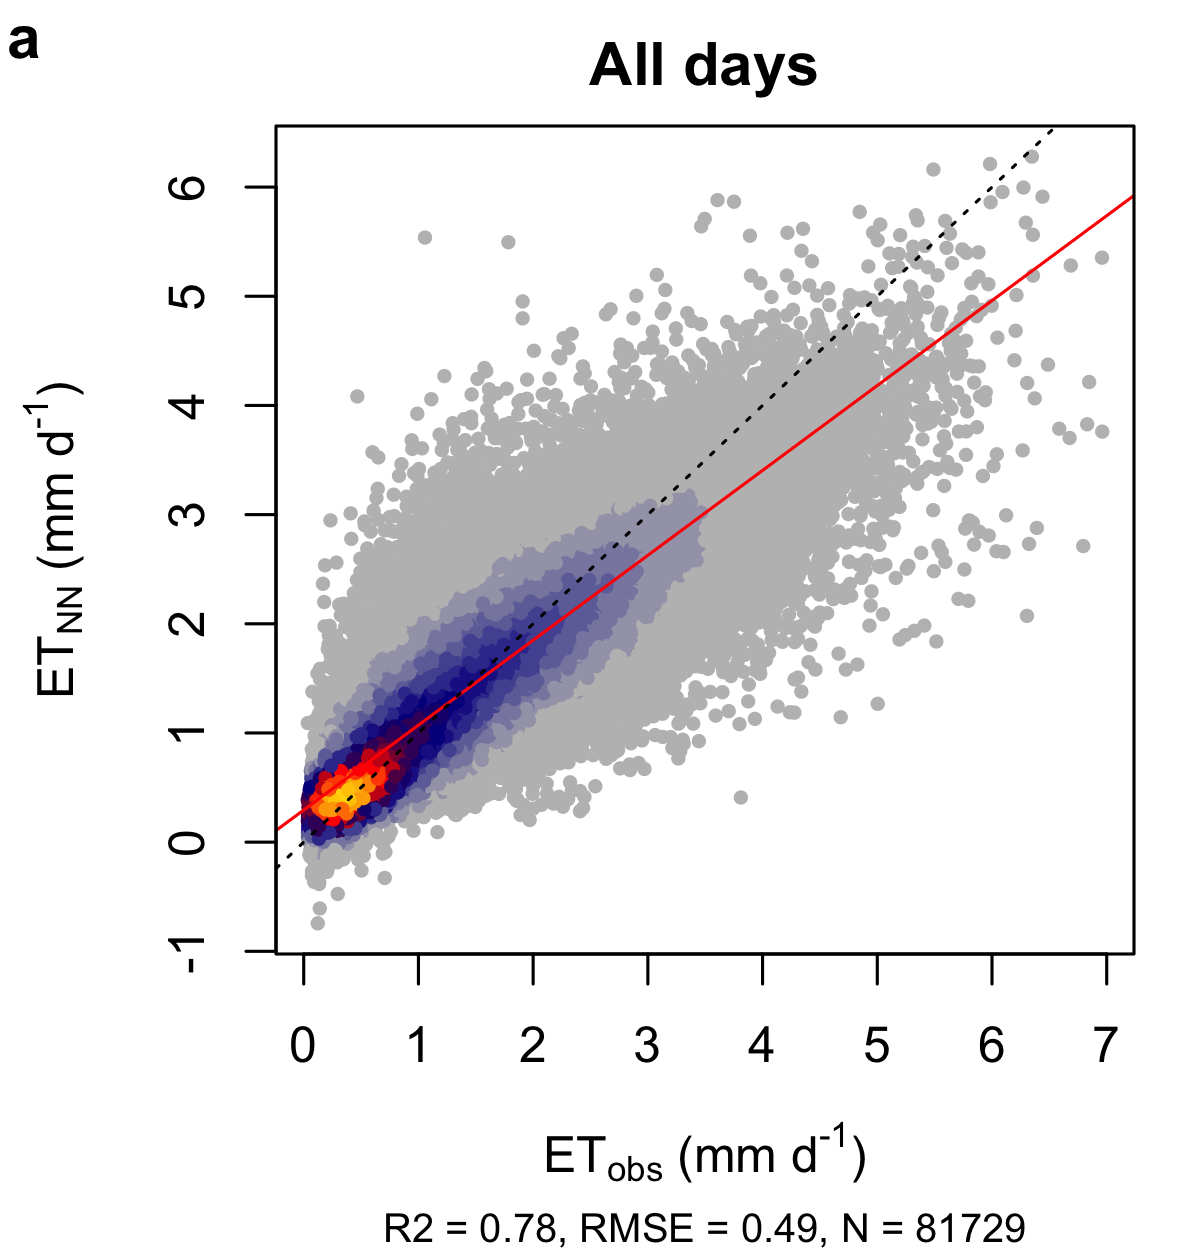 a
All days
ET_NN (mm d^-1)
6
5
4
3
2
1
0
-1
0 1 2 3 4 5 6 7
ET_obs (mm d^-1)
R2 = 0.78, RMSE = 0.49, N = 81729